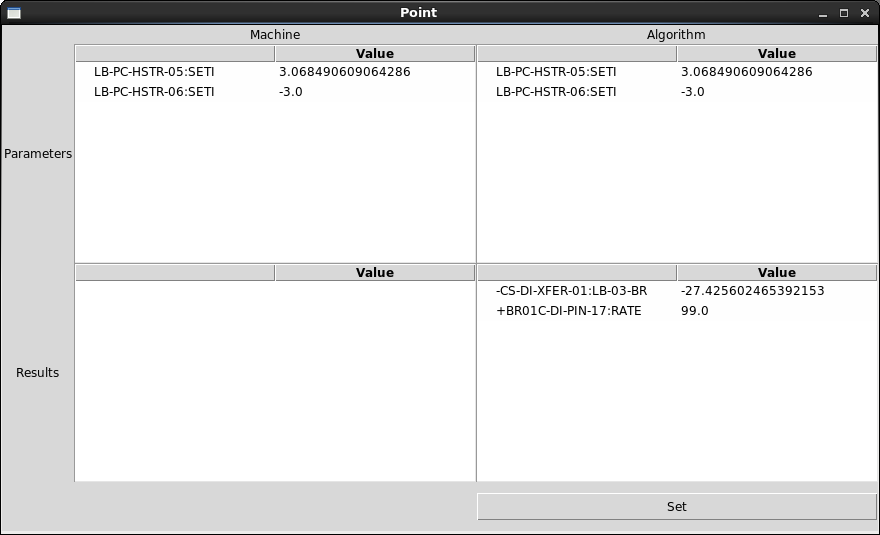 Point
Machine Algorithm
Value Value
LB-PC-HSTR-05:SETI 3.068490609064286 LB-PC-HSTR-05:SETI 3.068490609064286
LB-PC-HSTR-06:SETI -3.0 LB-PC-HSTR-06:SETI -3.0
Parameters
Value Value
-CS-DI-XFER-01:LB-03-BR -27.425602465392153
+BR01C-DI-PIN-17:RATE 99.0
Results
Set